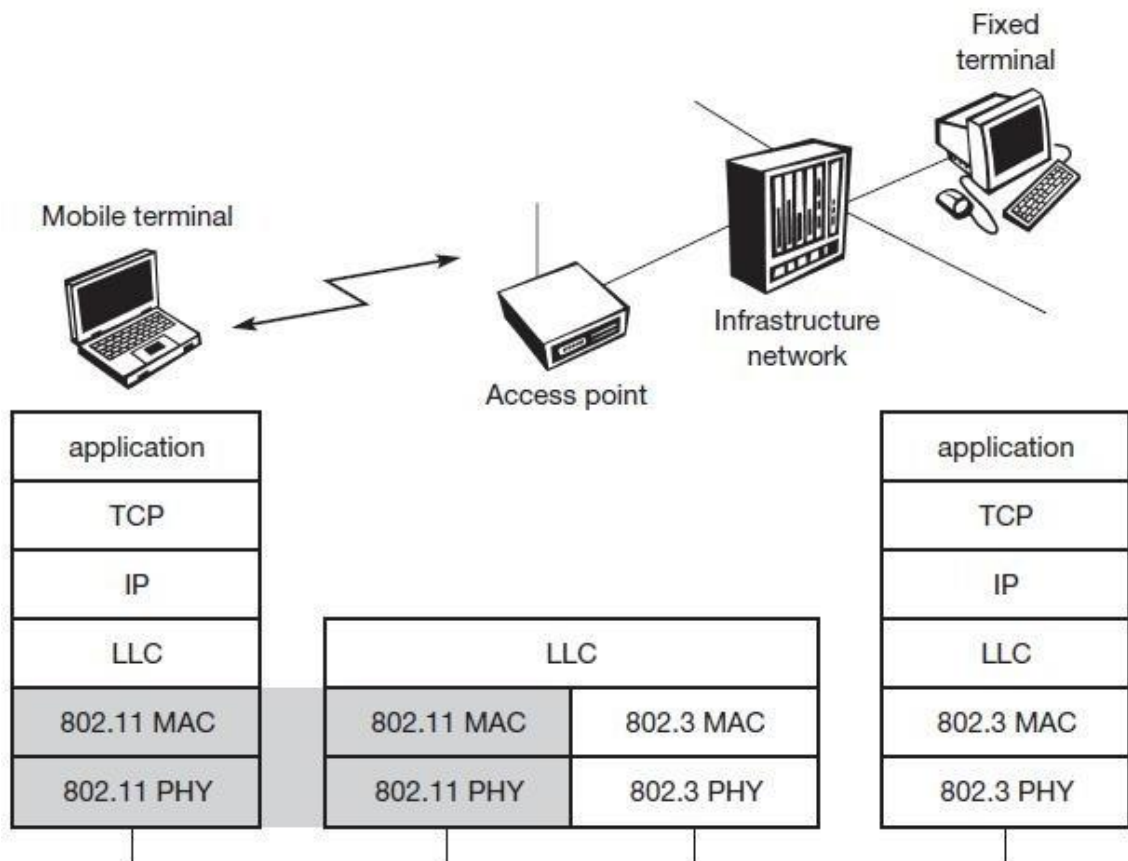 Fixed
terminal
Mobile terminal
Infrastructure
network
Access point
application
TCP
IP
LLC
802.11 MAC
802.11 PHY
LLC
802.11 MAC
802.3 MAC
802.11 PHY
802.3 PHY
application
TCP
IP
LLC
802.3 MAC
802.3 PHY